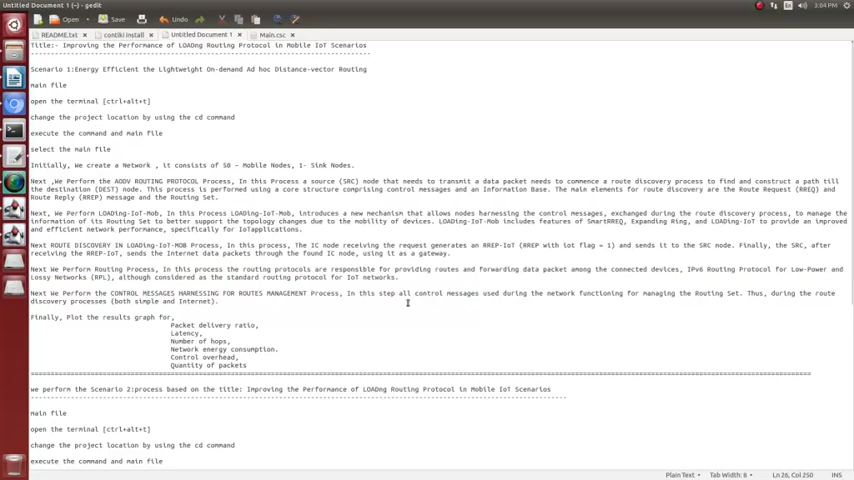 Untitled Document 1 (~) - gedit
En
3:04 PM
Open
Save
Undo
README.txt
contiki install
Untitled Document 1
Main.csc
Title:- Improving the Performance of LOADng Routing Protocol in Mobile IoT Scenarios
Scenario 1:Energy Efficient the Lightweight On-demand Ad hoc Distance-vector Routing
main file
open the terminal [ctrl+alt+t]
change the project location by using the cd command
execute the command and main file
select the main file
Initially, We create a Network , it consists of 50 – Mobile Nodes, 1- Sink Nodes.
Next ,We Perform the AODV ROUTING PROTOCOL Process, In this Process a source (SRC) node that needs to transmit a data packet needs to commence a route discovery process to find and construct a path till
the destination (DEST) node. This process is performed using a core structure comprising control messages and an Information Base. The main elements for route discovery are the Route Request (RREQ) and
Route Reply (RREP) message and the Routing Set.
Next, We Perform LOADng-IoT-Mob, In this Process LOADng-IoT-Mob, introduces a new mechanism that allows nodes harnessing the control messages, exchanged during the route discovery process, to manage the
information of its Routing Set to better support the topology changes due to the mobility of devices. LOADng-IoT-Mob includes features of SmartRREQ, Expanding Ring, and LOADng-IoT to provide an improved
and efficient network performance, specifically for IoTapplications.
Next ROUTE DISCOVERY IN LOADing-IoT-MOB Process, In this process, The IC node receiving the request generates an RREP-IoT (RREP with iot flag = 1) and sends it to the SRC mode. Finally, the SRC, after
receiving the RREP-IoT, sends the Internet data packets through the found IC node, using it as a gateway.
Next We Perform Routing Process, In this process the routing protocols are responsible for providing routes and forwarding data packet among the connected devices, IPv6 Routing Protocol for Low-Power and
Lossy Networks (RPL), although considered as the standard routing protocol for IoT networks.
Next We Perform the CONTROL MESSAGES HARNESSING FOR ROUTES MANAGEMENT Process, In this step all control messages used during the network functioning for managing the Routing Set. Thus, during the route
discovery processes (both simple and Internet).
Finally, Plot the results graph for,
Packet delivery ratio,
Latency,
Number of hops,
Network energy consumption.
Control overhead,
Quantity of packets
we perform the Scenario 2:process based on the title: Improving the Performance of LOADng Routing Protocol in Mobile IoT Scenarios
main file
open the terminal [ctrl+alt+t]
change the project location by using the cd command
execute the command and main file
Plain Text
Tab Width: 8
Ln 26, Col 250
INS